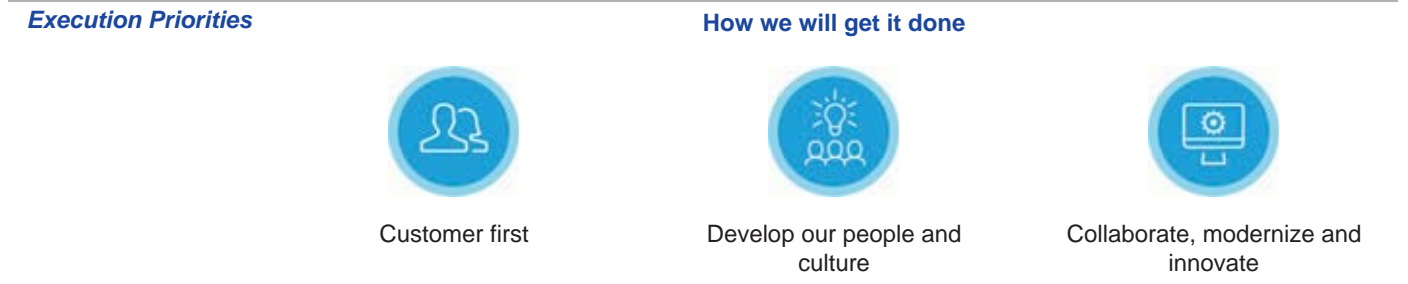 Execution Priorities
How we will get it done
Customer first
Develop our people and
culture
Collaborate, modernize and
innovate